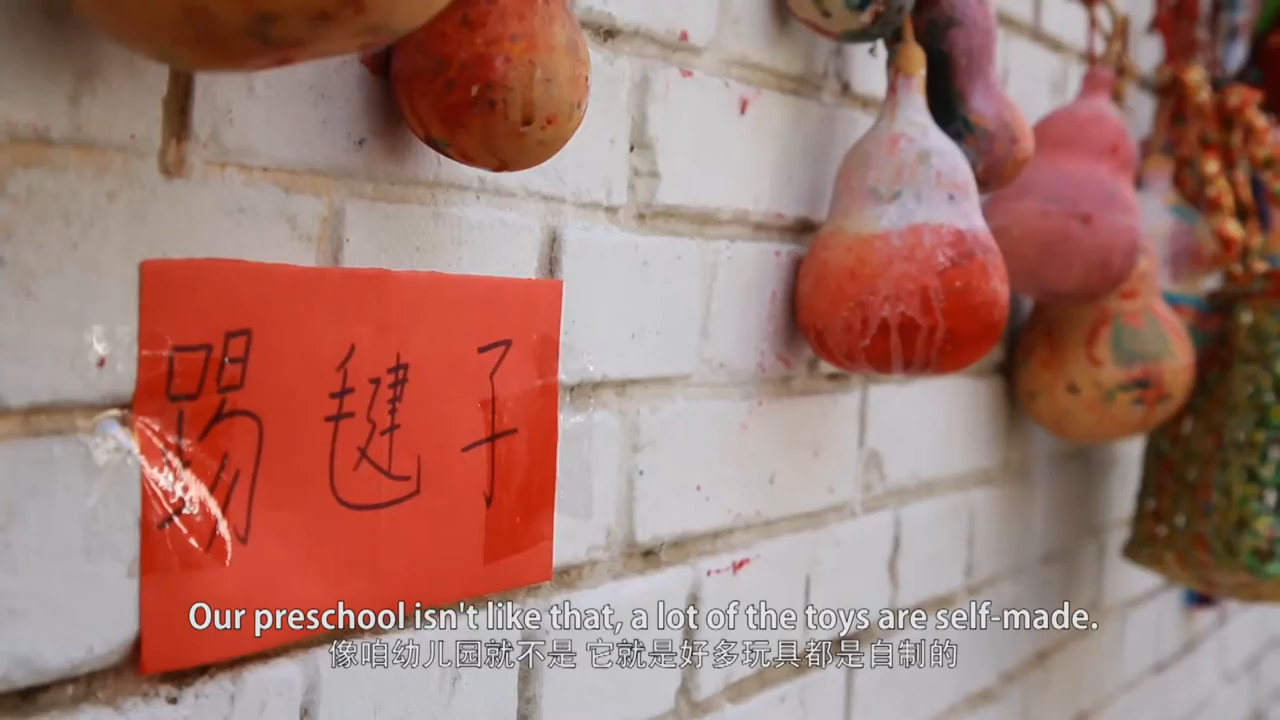 踢毽子
Our preschool isn't like that, a lot of the toys are self-made.
像咱幼儿园就不是 它就是好多玩具都是自制的